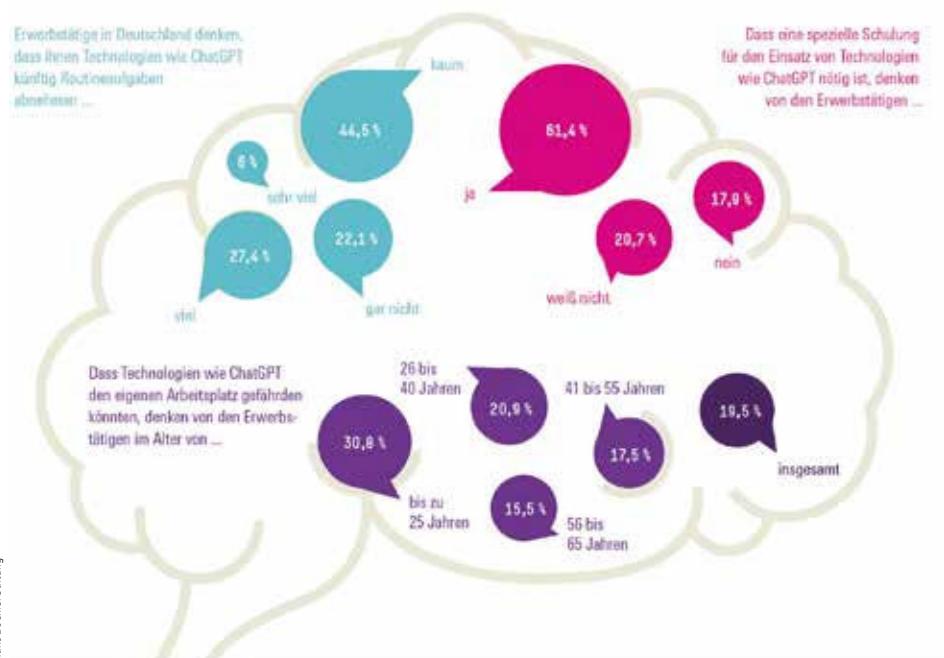 Erwerbstätige in Deutschland denken,
dass ihnen Technologien wie ChatGPT
künftig Routineaufgaben
abnehmen ...
kaum
44,5 %
6 %
sehr viel
27,4 %
viel
22,1 %
gar nicht
Dass eine spezielle Schulung
für den Einsatz von Technologien
wie ChatGPT nötig ist, denken
von den Erwerbstätigen ...
61,4 %
ja
20,7 %
weiß nicht
17,9 %
nein
Dass Technologien wie ChatGPT
den eigenen Arbeitsplatz gefährden
könnten, denken von den Erwerbs-
tätigen im Alter von ...
30,8 %
bis zu
25 Jahren
26 bis
40 Jahren
20,9 %
41 bis 55 Jahren
17,5 %
15,5 %
56 bis
65 Jahren
19,5 %
insgesamt